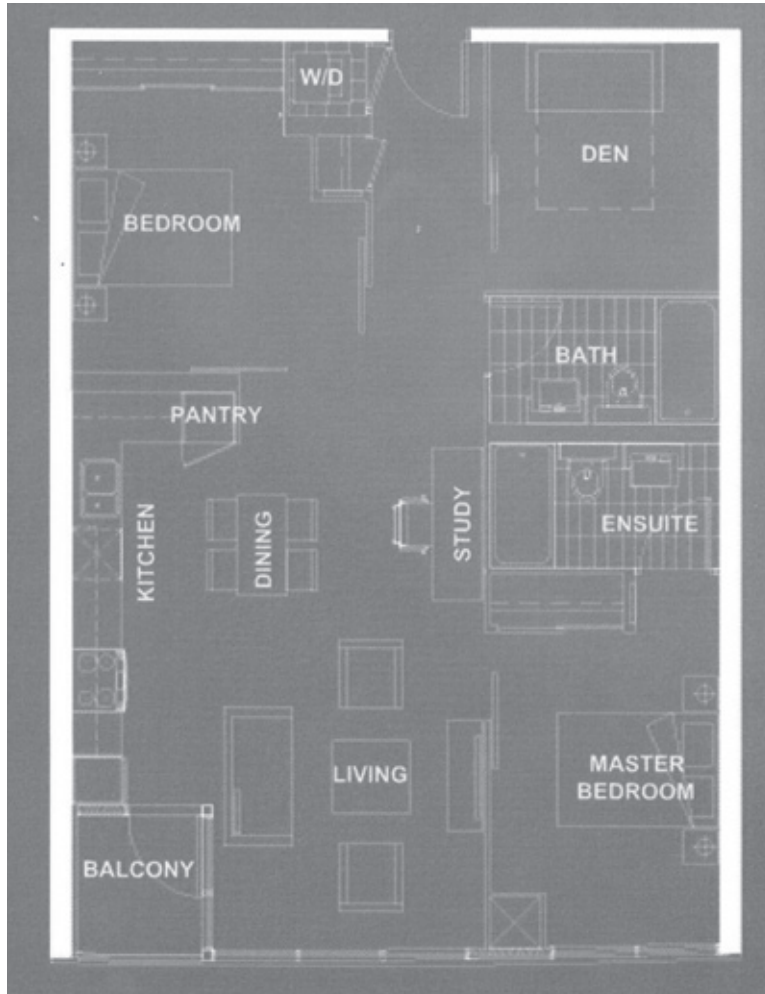 W/D
DEN
BEDROOM
BATH
PANTRY
KITCHEN
DINING
STUDY
ENSUITE
LIVING
MASTER
BEDROOM
BALCONY